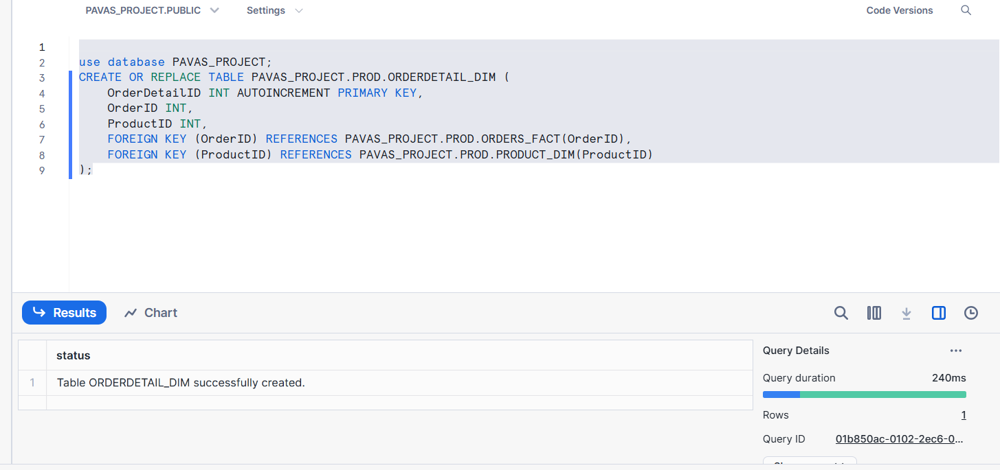 PAVAS_PROJECT.PUBLIC Settings Code Versions
1
2 use database PAVAS_PROJECT;
3 CREATE OR REPLACE TABLE PAVAS_PROJECT.PROD.ORDERDETAIL_DIM (
4 OrderDetailID INT AUTOINCREMENT PRIMARY KEY,
5 OrderID INT,
6 ProductID INT,
7 FOREIGN KEY (OrderID) REFERENCES PAVAS_PROJECT.PROD.ORDERS_FACT(OrderID),
8 FOREIGN KEY (ProductID) REFERENCES PAVAS_PROJECT.PROD.PRODUCT_DIM(ProductID)
9 );
Results Chart
status
1 Table ORDERDETAIL_DIM successfully created.
Query Details ...
Query duration 240ms
Rows 1
Query ID 01b850ac-0102-2ec6-0...